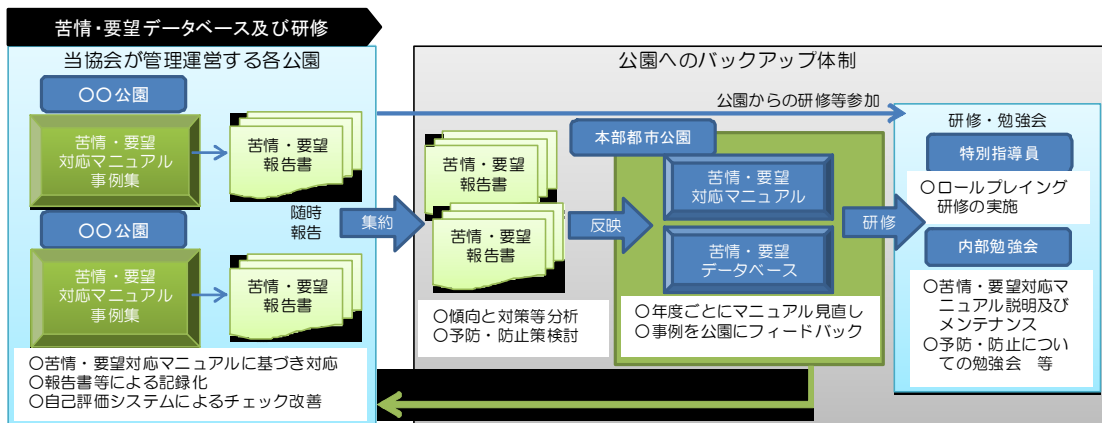 苦情・要望データベース及び研修
当協会が管理運営する各公園
〇〇公園
苦情・要望
対応マニュアル
事例集
苦情・要望
報告書
〇〇公園
苦情・要望
対応マニュアル
事例集
苦情・要望
報告書
随時
報告
〇苦情・要望対応マニュアルに基づき対応
〇報告書等による記録化
〇自己評価システムによるチェック改善
集約
公園へのバックアップ体制
公園からの研修等参加
苦情・要望
報告書
苦情・要望
報告書
〇傾向と対策等分析
〇予防・防止策検討
反映
本部都市公園
苦情・要望
対応マニュアル
苦情・要望
データベース
〇年度ごとにマニュアル見直し
〇事例を公園にフィードバック
研修
研修・勉強会
特別指導員
〇ロールプレイング
研修の実施
内部勉強会
〇苦情・要望対応マ
ニュアル説明及び
メンテナンス
〇予防・防止につい
ての勉強会　等